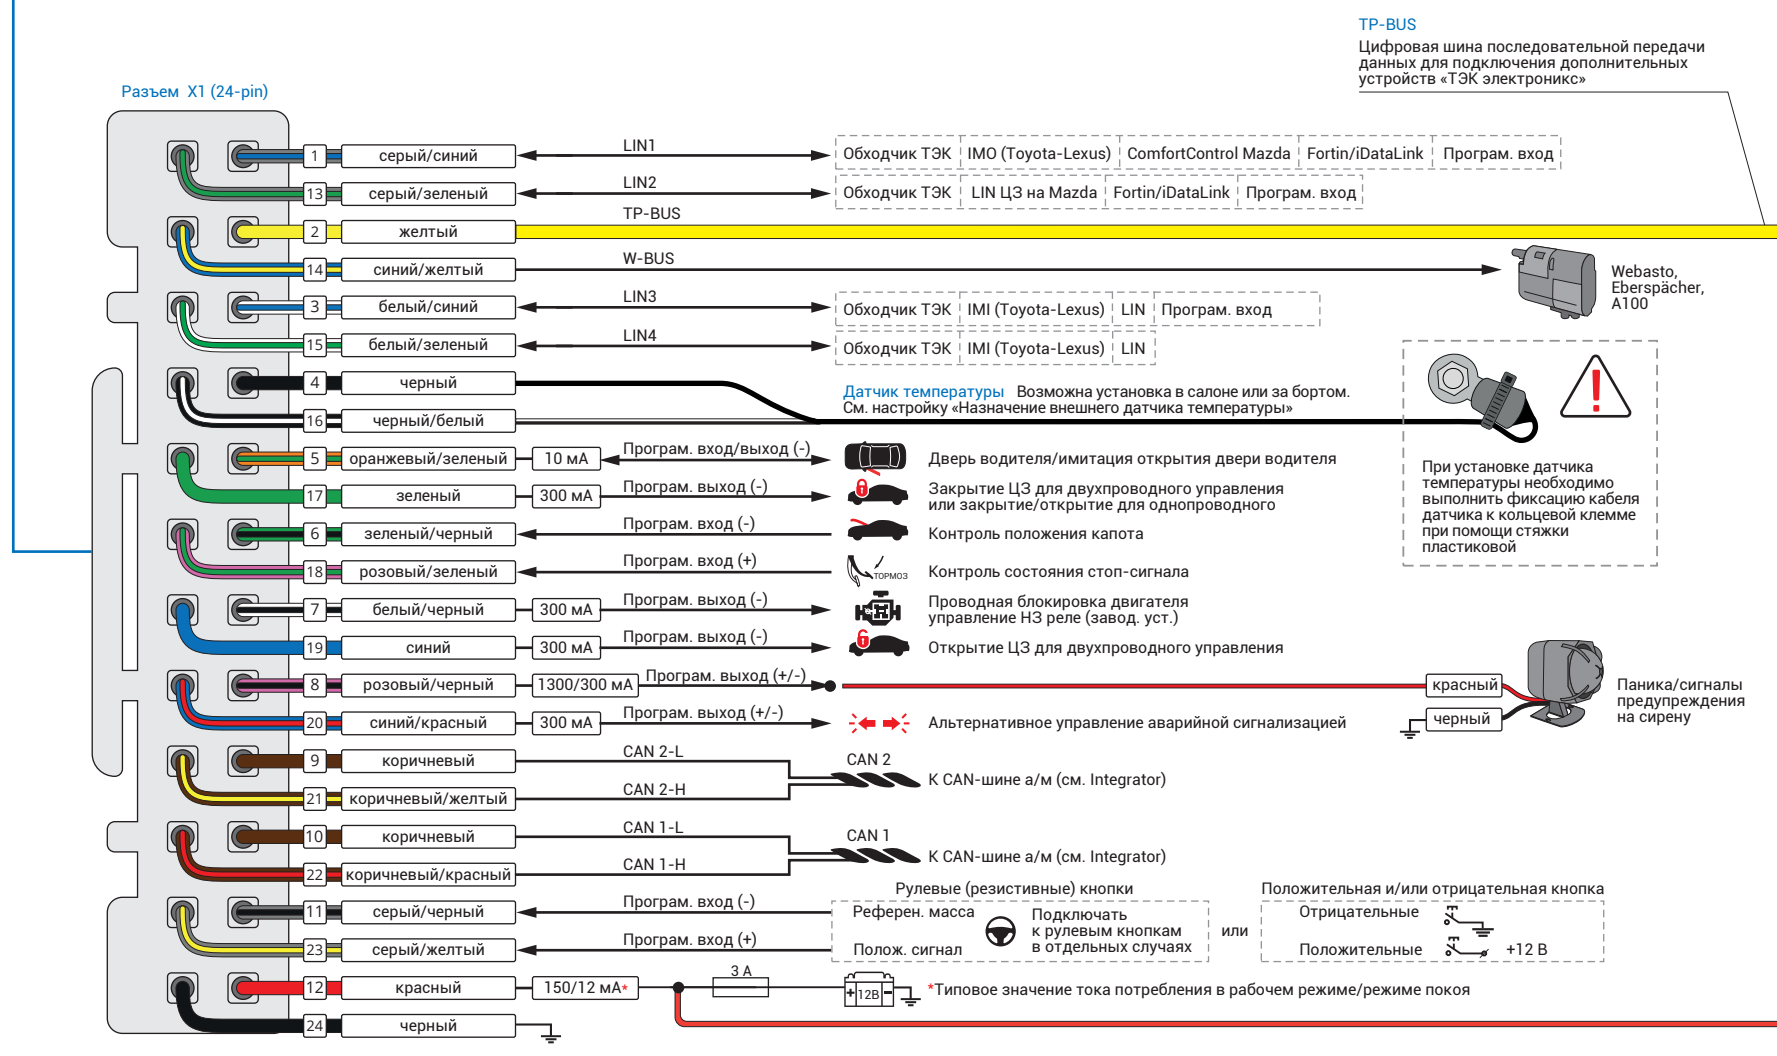 TP-BUS
Цифровая шина последовательной передачи
данных для подключения дополнительных
устройств «ТЭК электроникс»
Разъем X1 (24-pin)
1 серый/синий LIN1 Обходчик ТЭК IMO (Toyota-Lexus) ComfortControl Mazda Fortin/iDataLink Програм. вход
13 серый/зеленый LIN2 Обходчик ТЭК LIN ЦЗ на Mazda Fortin/iDataLink Програм. вход
2 желтый TP-BUS
14 синий/желтый W-BUS
Webasto,
Eberspächer,
A100
3 белый/синий LIN3 Обходчик ТЭК IMI (Toyota-Lexus) LIN Програм. вход
15 белый/зеленый LIN4 Обходчик ТЭК IMI (Toyota-Lexus) LIN
4 черный
Датчик температуры Возможна установка в салоне или за бортом.
См. настройку «Назначение внешнего датчика температуры»
16 черный/белый
!
При установке датчика
температуры необходимо
выполнить фиксацию кабеля
датчика к кольцевой клемме
при помощи стяжки
пластиковой
5 оранжевый/зеленый 10 мА Програм. вход/выход (-) Дверь водителя/имитация открытия двери водителя
17 зеленый 300 мА Програм. выход (-) Закрытие ЦЗ для двухпроводного управления
или закрытие/открытие для однопроводного
6 зеленый/черный Програм. вход (-) Контроль положения капота
18 розовый/зеленый Програм. вход (+) ТОРМОЗ Контроль состояния стоп-сигнала
7 белый/черный 300 мА Програм. выход (-) Проводная блокировка двигателя
управление НЗ реле (завод. уст.)
19 синий 300 мА Програм. выход (-) Открытие ЦЗ для двухпроводного управления
8 розовый/черный 1300/300 мА Програм. выход (+/-) красный
черный
Паника/сигналы
предупреждения
на сирену
20 синий/красный 300 мА Програм. выход (+/-) Альтернативное управление аварийной сигнализацией
9 коричневый CAN 2-L CAN 2
К CAN-шине а/м (см. Integrator)
21 коричневый/желтый CAN 2-H
10 коричневый CAN 1-L CAN 1
К CAN-шине а/м (см. Integrator)
22 коричневый/красный CAN 1-H
Рулевые (резистивные) кнопки
Положительная и/или отрицательная кнопка
11 серый/черный Програм. вход (-) Референ. масса
Подключать
к рулевым кнопкам
в отдельных случаях
или
Отрицательные
23 серый/желтый Програм. вход (+) Полож. сигнал
Положительные +12 В
12 красный 150/12 мА* 3 А + 12В - *Типовое значение тока потребления в рабочем режиме/режиме покоя
24 черный